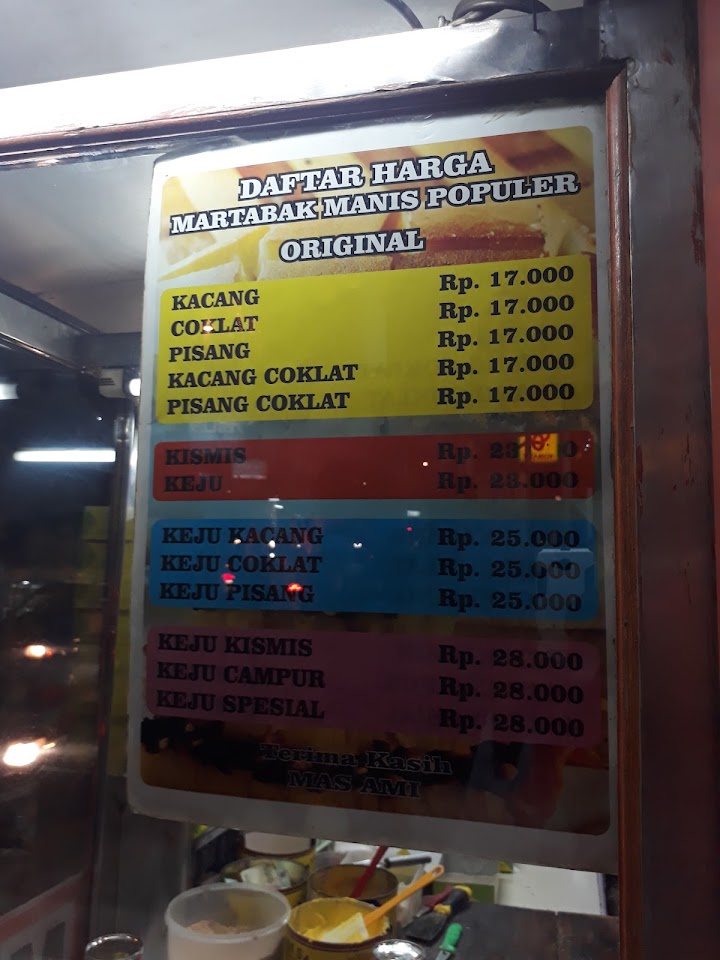 DAFTAR HARGA
MARTABAK MANIS POPULER
ORIGINAL
KACANG Rp. 17.000
COKLAT Rp. 17.000
PISANG Rp. 17.000
KACANG COKLAT Rp. 17.000
PISANG COKLAT Rp. 17.000
KISMIS Rp.
KEJU Rp. 23.000
KEJU KACANG Rp. 25.000
KEJU COKLAT Rp. 25.000
KEJU PISANG Rp. 25.000
KEJU KISMIS Rp. 28.000
KEJU CAMPUR Rp. 28.000
KEJU SPESIAL Rp. 28.000
Terima Kasih
MAS AMI